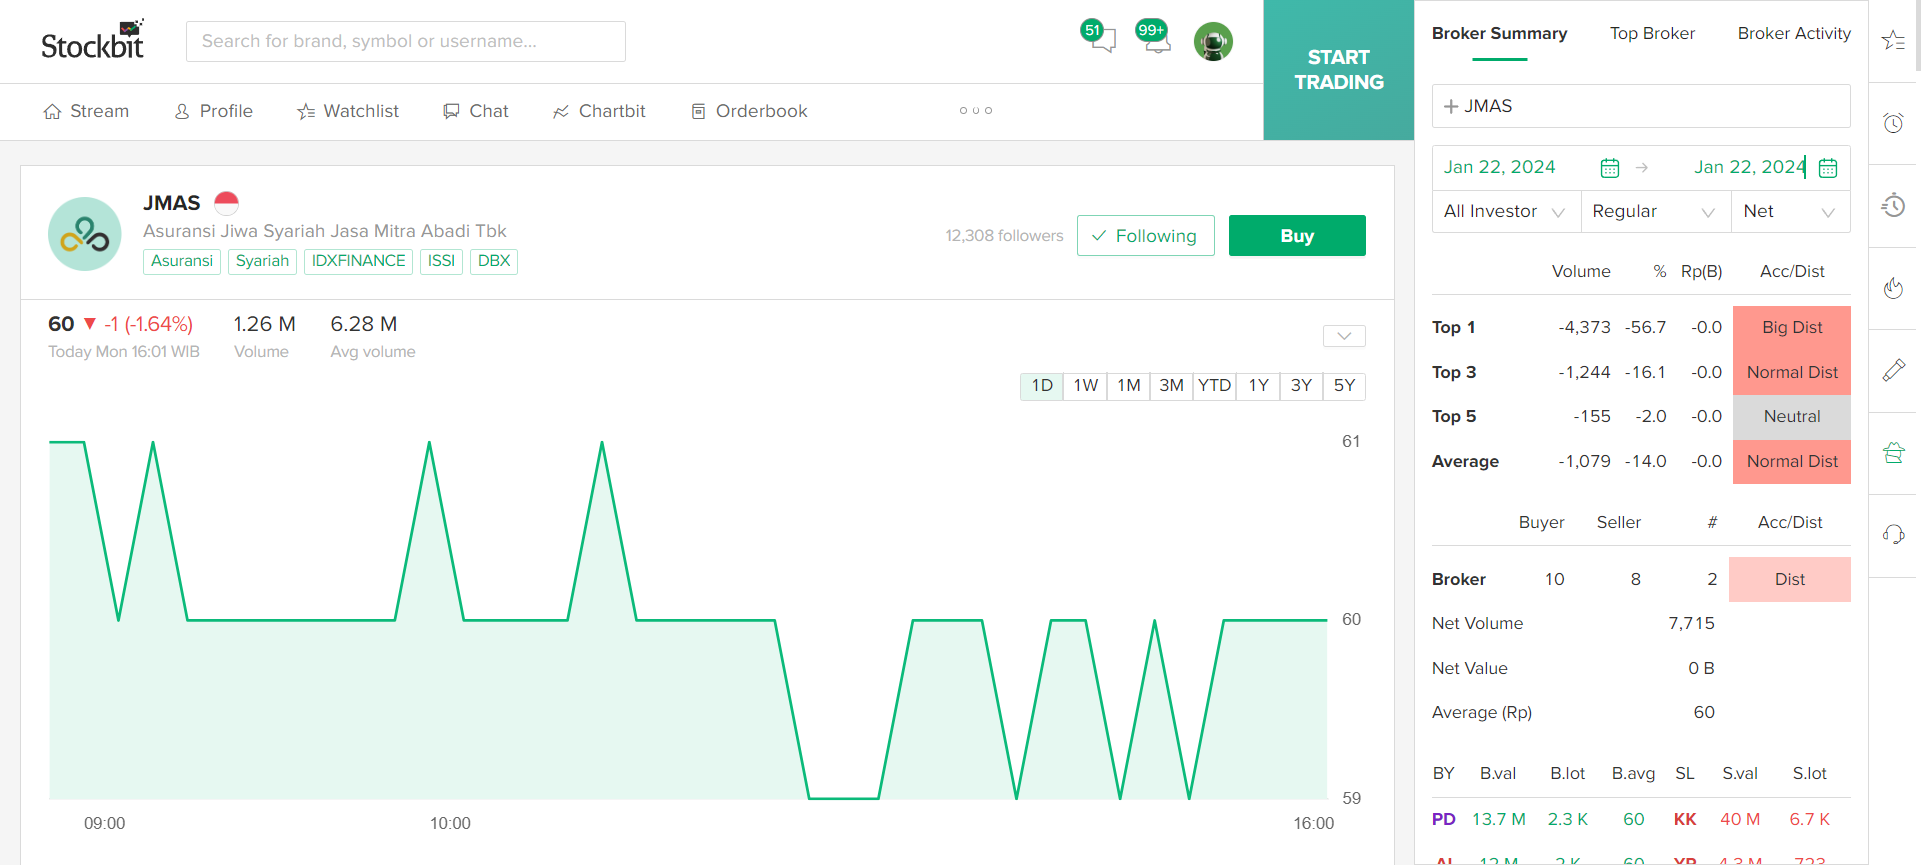 Stockbit
Search for brand, symbol or username...
51
99+
START
TRADING
Stream
Profile
Watchlist
Chat
Chartbit
Orderbook
JMAS
Asuransi Jiwa Syariah Jasa Mitra Abadi Tbk
Asuransi
Syariah
IDXFINANCE
ISSI
DBX
12,308 followers
Following
Buy
60 ▼ -1 (-1.64%)
Today Mon 16:01 WIB
1.26 M
Volume
6.28 M
Avg volume
1D 1W 1M 3M YTD 1Y 3Y 5Y
61
60
59
09:00 10:00 16:00
Broker Summary Top Broker Broker Activity
+ JMAS
Jan 22, 2024 → Jan 22, 2024
All Investor Regular Net
Volume % Rp(B) Acc/Dist
Top 1 -4,373 -56.7 -0.0 Big Dist
Top 3 -1,244 -16.1 -0.0 Normal Dist
Top 5 -155 -2.0 -0.0 Neutral
Average -1,079 -14.0 -0.0 Normal Dist
Buyer Seller # Acc/Dist
Broker 10 8 2 Dist
Net Volume 7,715
Net Value 0 B
Average (Rp) 60
BY B.val B.lot B.avg SL S.val S.lot
PD 13.7 M 2.3 K 60 KK 40 M 6.7 K